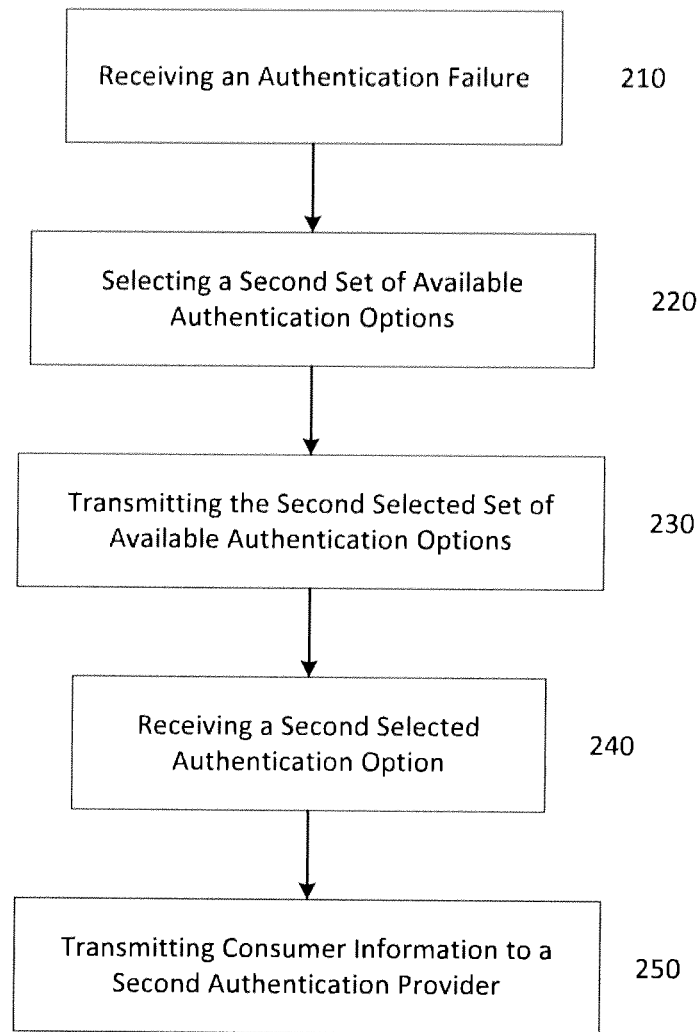 Receiving an Authentication Failure
210
Selecting a Second Set of Available
Authentication Options
220
Transmitting the Second Selected Set of
Available Authentication Options
230
Receiving a Second Selected
Authentication Option
240
Transmitting Consumer Information to a
Second Authentication Provider
250